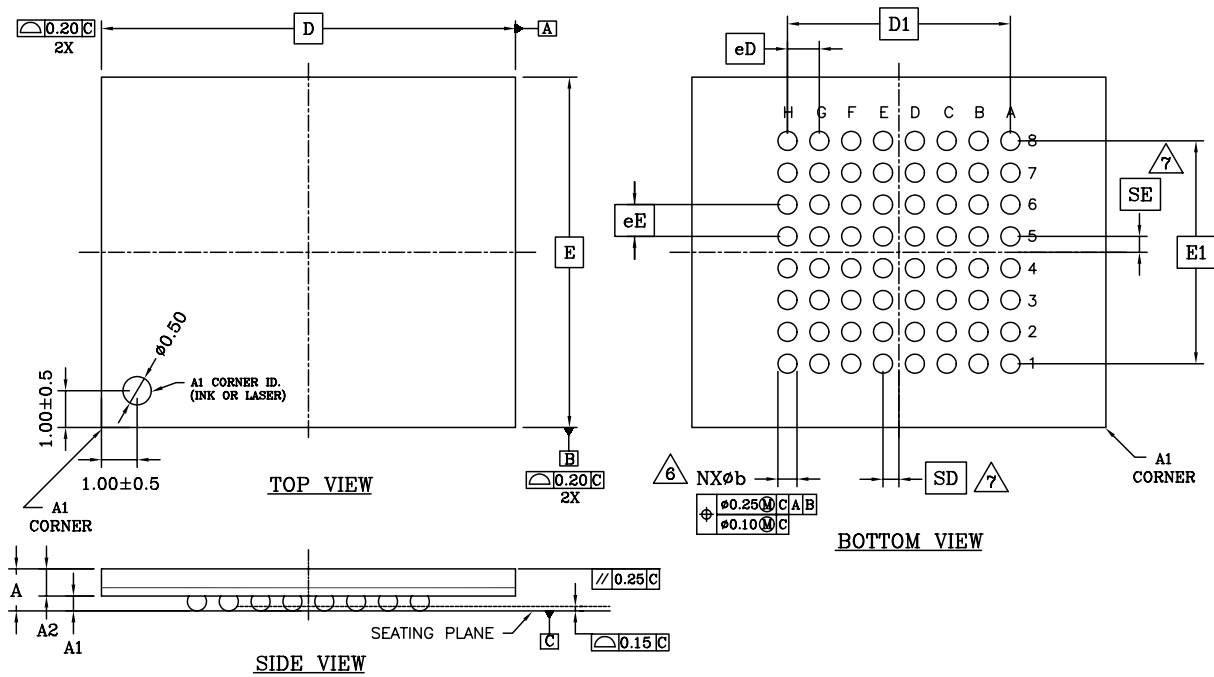 ⌓ 0.20 C
2X
D
A
E
1.00±0.5
ø0.50
A1 CORNER ID.
(INK OR LASER)
1.00±0.5
A1
CORNER
TOP VIEW
B
⌓ 0.20 C
2X
D1
eD
H G F E D C B A
8
7
6
5
4
3
2
1
eE
SE
7
E1
6
NXøb
⌖ ø0.25Ⓜ C A B
ø0.10Ⓜ C
SD
7
A1
CORNER
BOTTOM VIEW
A
A2
A1
// 0.25 C
SEATING PLANE
C
⌓ 0.15 C
SIDE VIEW